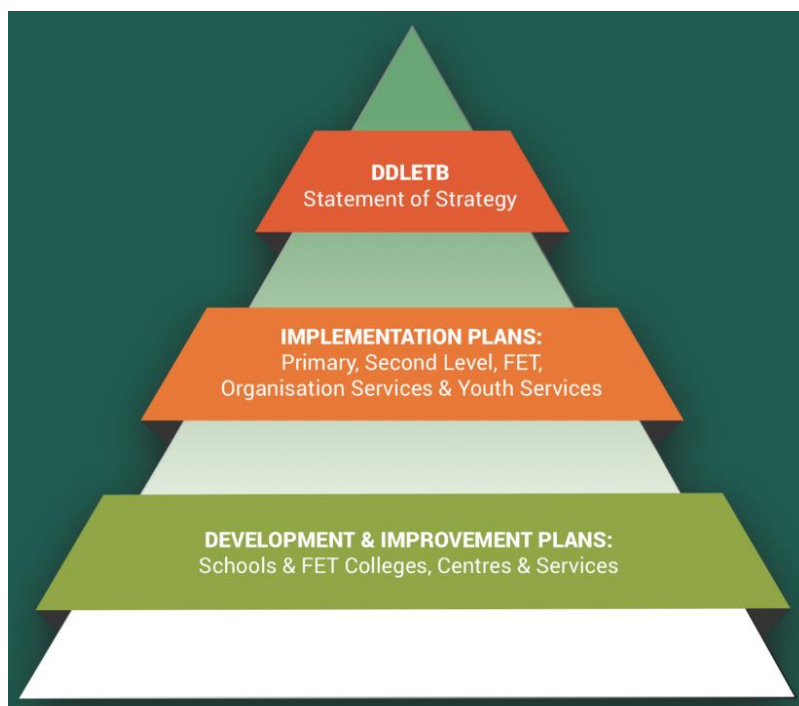 DDLETB
Statement of Strategy
IMPLEMENTATION PLANS:
Primary, Second Level, FET,
Organisation Services & Youth Services
DEVELOPMENT & IMPROVEMENT PLANS:
Schools & FET Colleges, Centres & Services